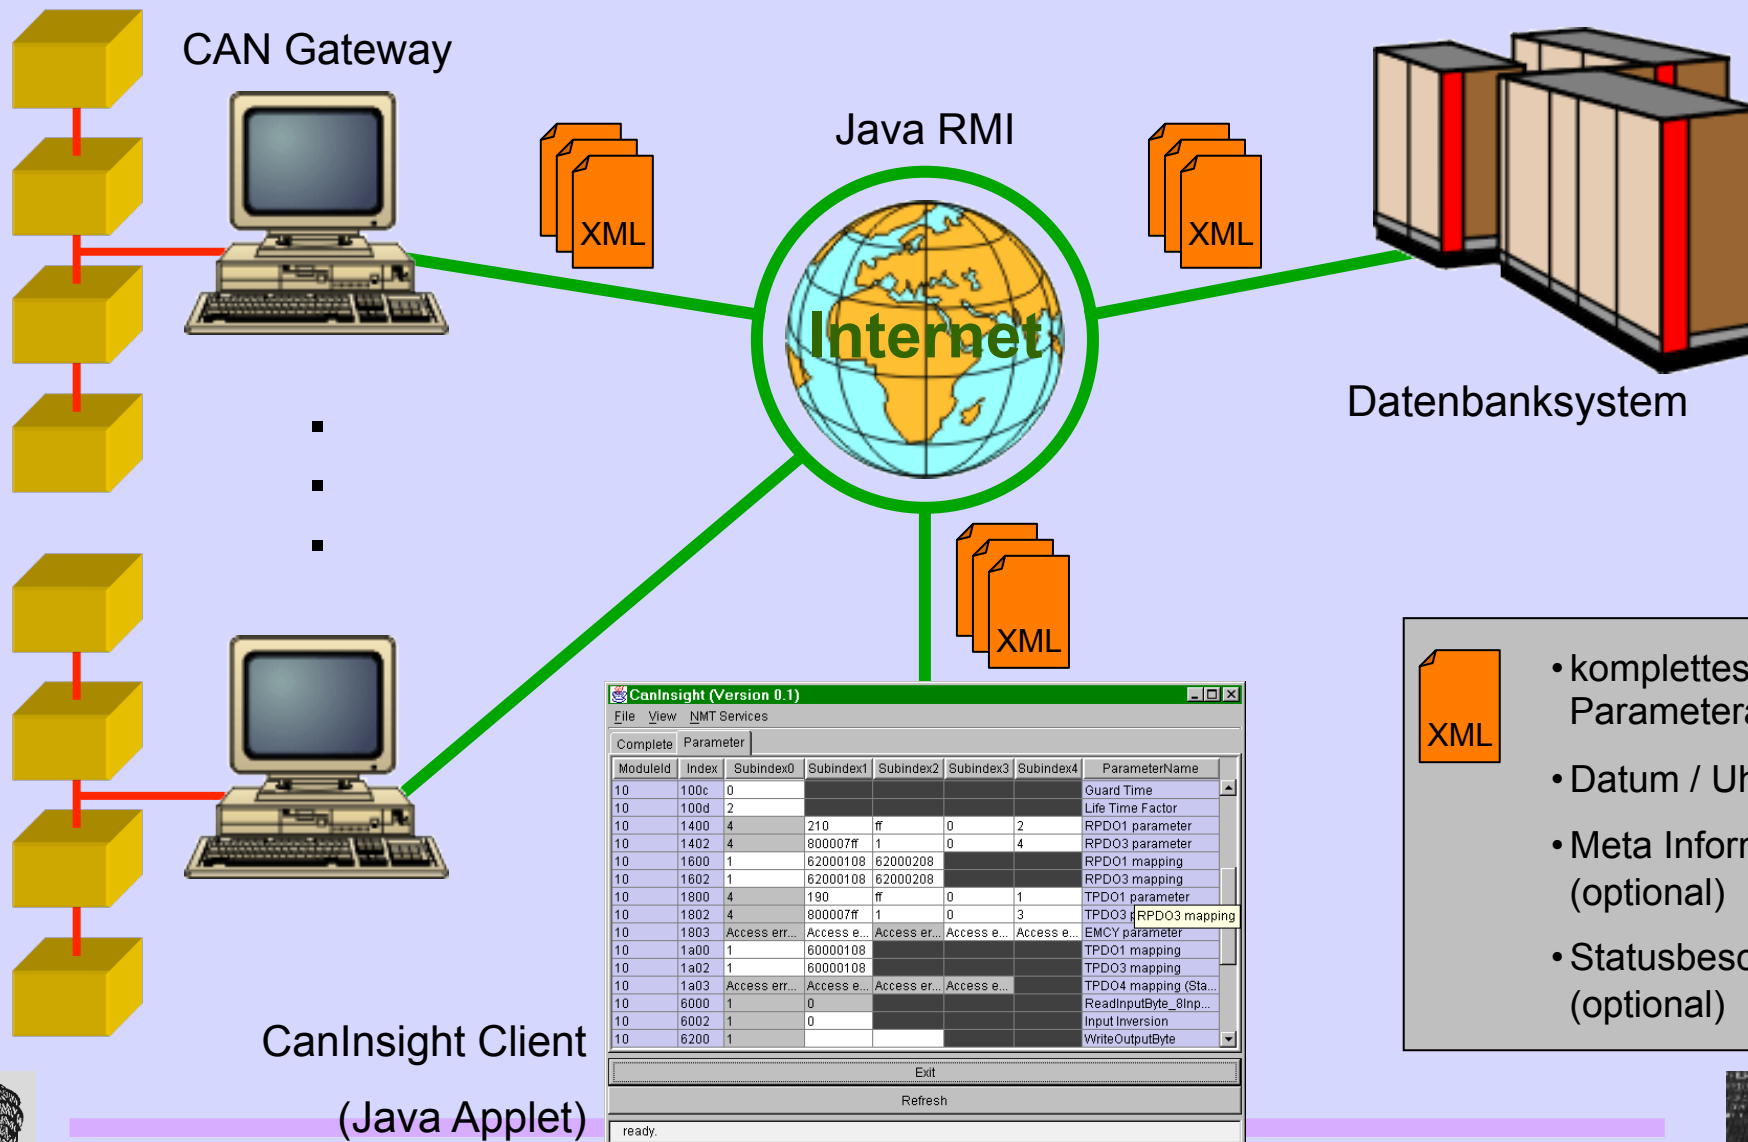 CAN Gateway
Java RMI
XML
XML
Internet
Datenbanksystem
XML
XML
• komplettes
• Datum /
• Meta
(optional)
•
(optional)
CanInsight (Version 0.1)
File View NMT Services
Complete Parameter
ModuleId Index Subindex0 Subindex1 Subindex2 Subindex3 Subindex4 ParameterName
10 100c 0 Guard Time
10 100d 2 Life Time Factor
10 1400 4 210 ff 0 2 RPDO1 parameter
10 1402 4 800007ff 1 0 4 RPDO3 parameter
10 1600 1 62000108 62000208 RPDO1 mapping
10 1602 1 62000108 62000208 RPDO3 mapping
10 1800 4 190 ff 0 1 TPDO1 parameter
10 1802 4 800007ff 1 0 3 TPDO3 RPDO3 mapping
10 1803 Access err... Access e... Access er... Access e... Access e... EMCY parameter
10 1a00 1 60000108 TPDO1 mapping
10 1a02 1 60000108 TPDO3 mapping
10 1a03 Access err... Access e... Access er... Access e... TPDO4 mapping (Sta...
10 6000 1 0 ReadInputByte_8Inp...
10 6002 1 0 Input Inversion
10 6200 1 WriteOutputByte
Exit
Refresh
ready.
CanInsight Client
(Java Applet)